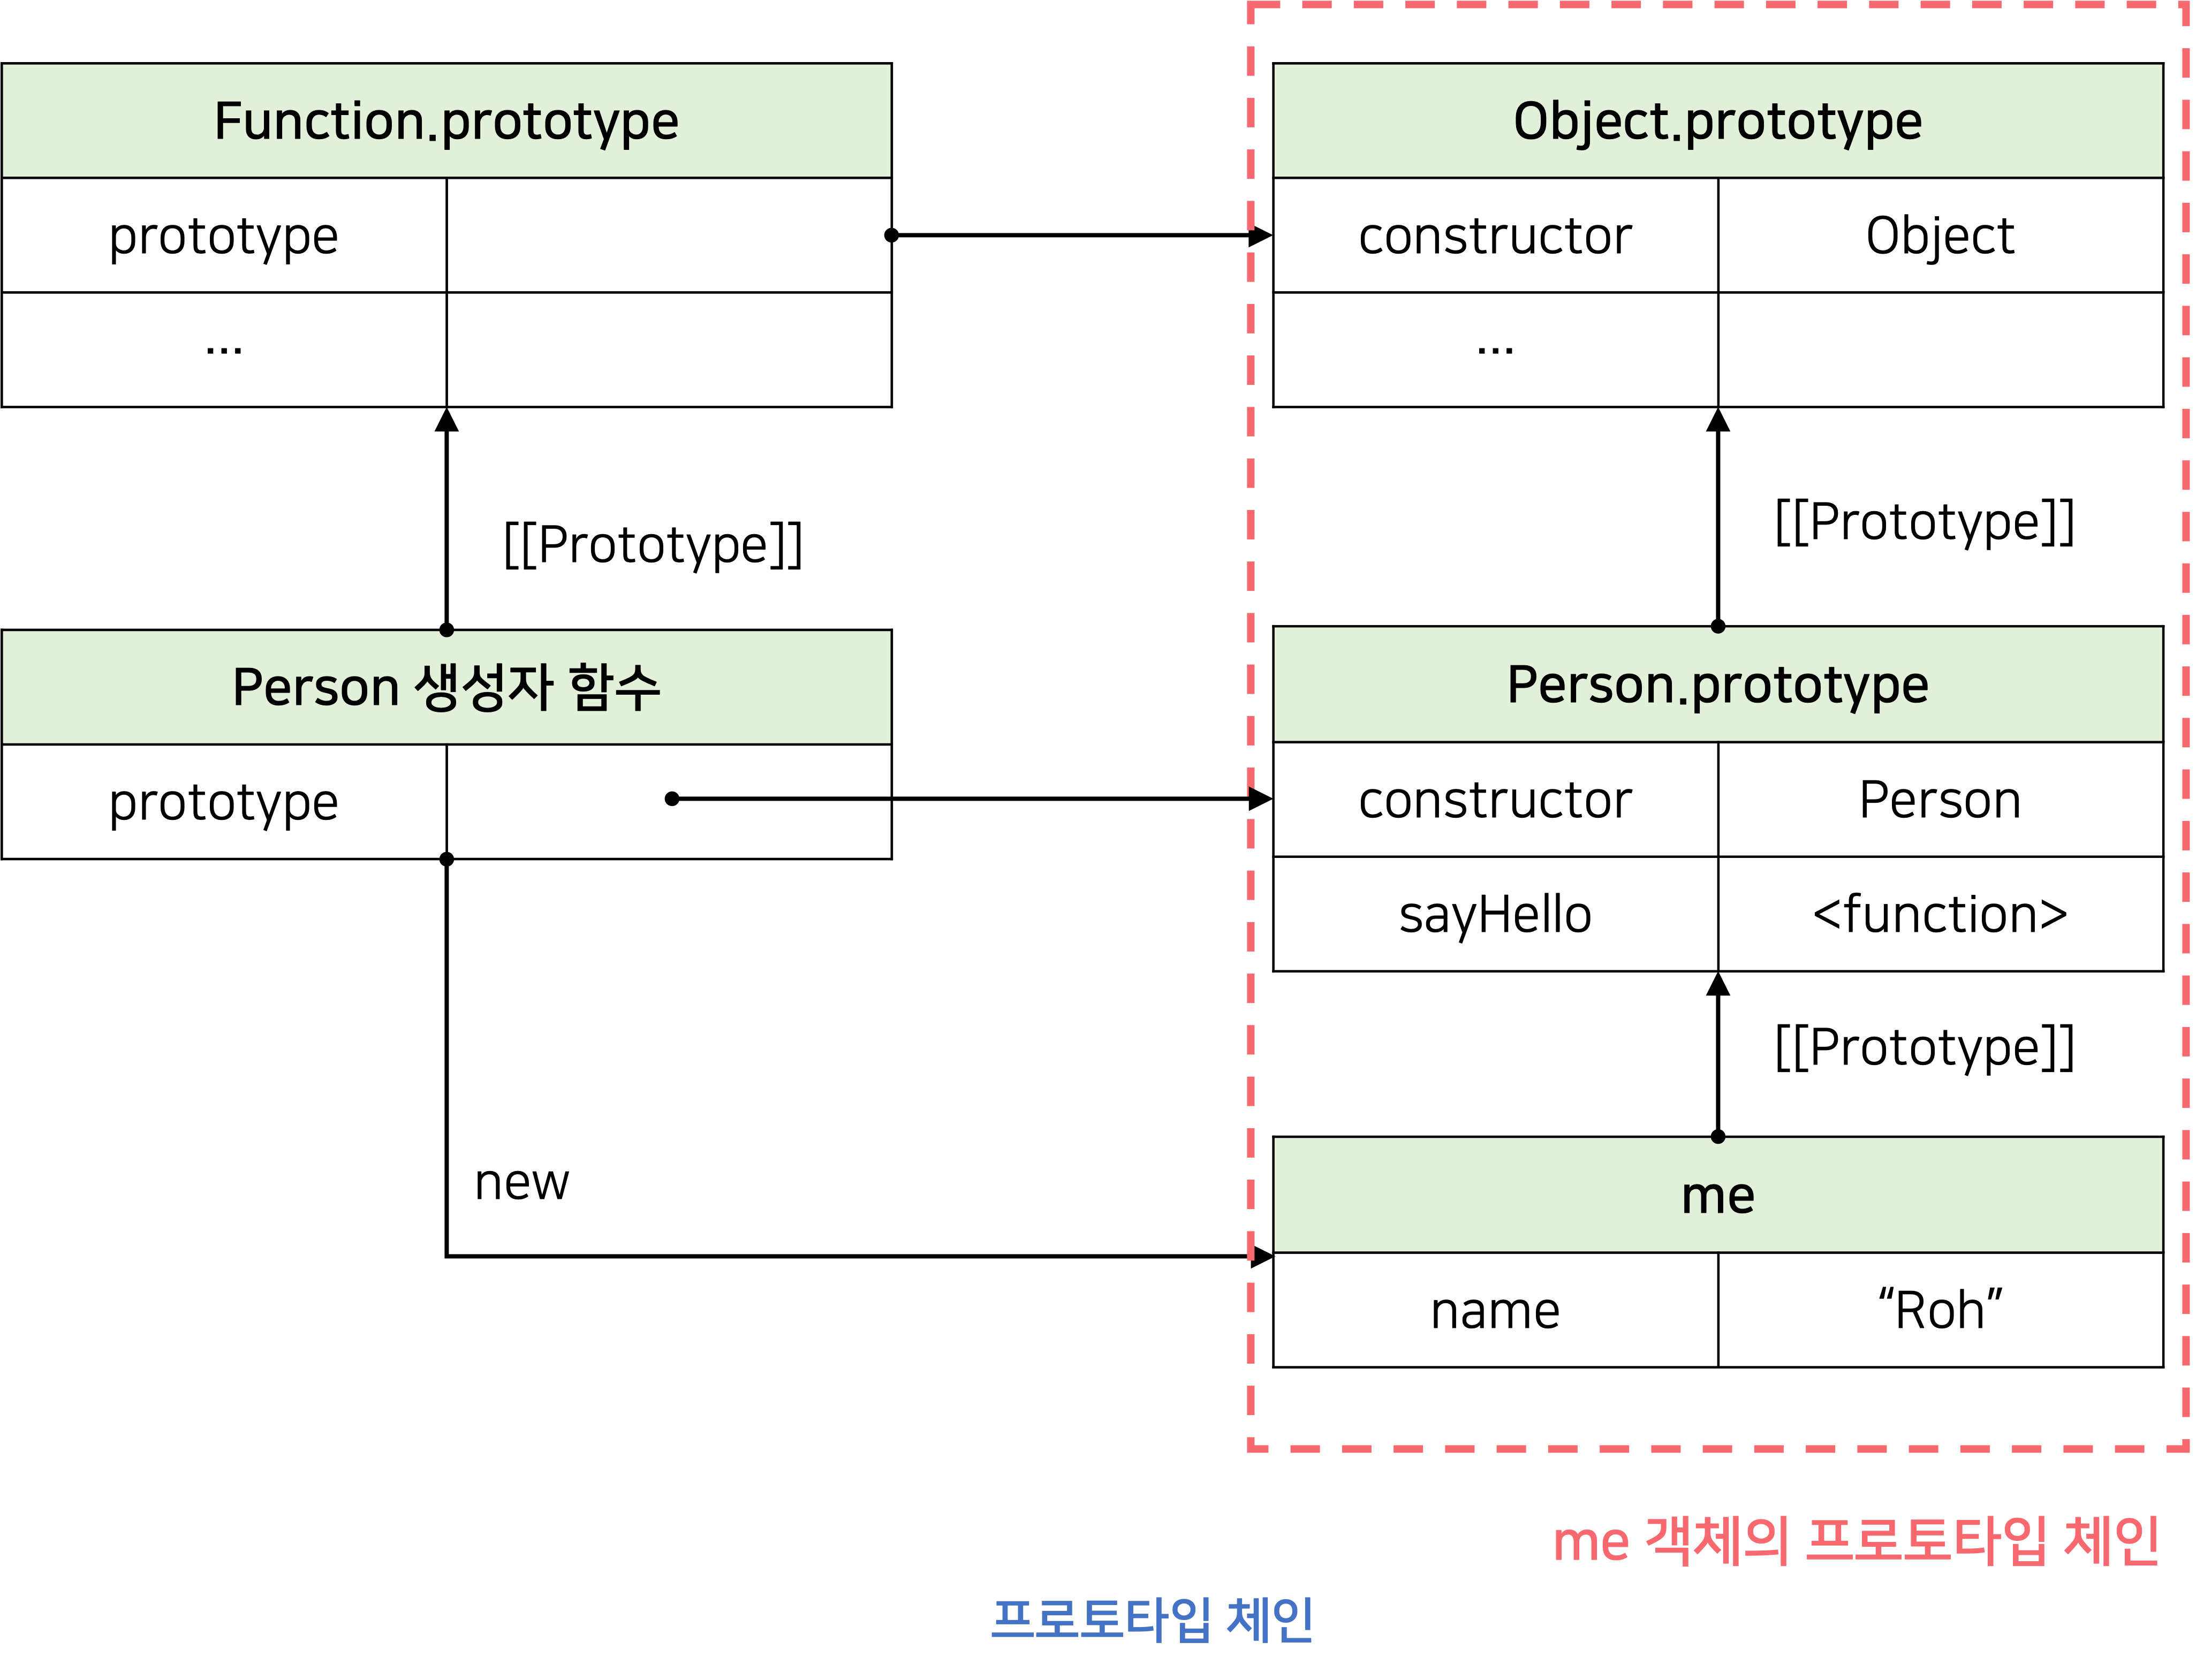 Function.prototype
prototype
...
[[Prototype]]
Person 생성자 함수
prototype
new
Object.prototype
constructor Object
...
[[Prototype]]
Person.prototype
constructor Person
sayHello <function>
[[Prototype]]
me
name “Roh”
me 객체의 프로토타입 체인
프로토타입 체인